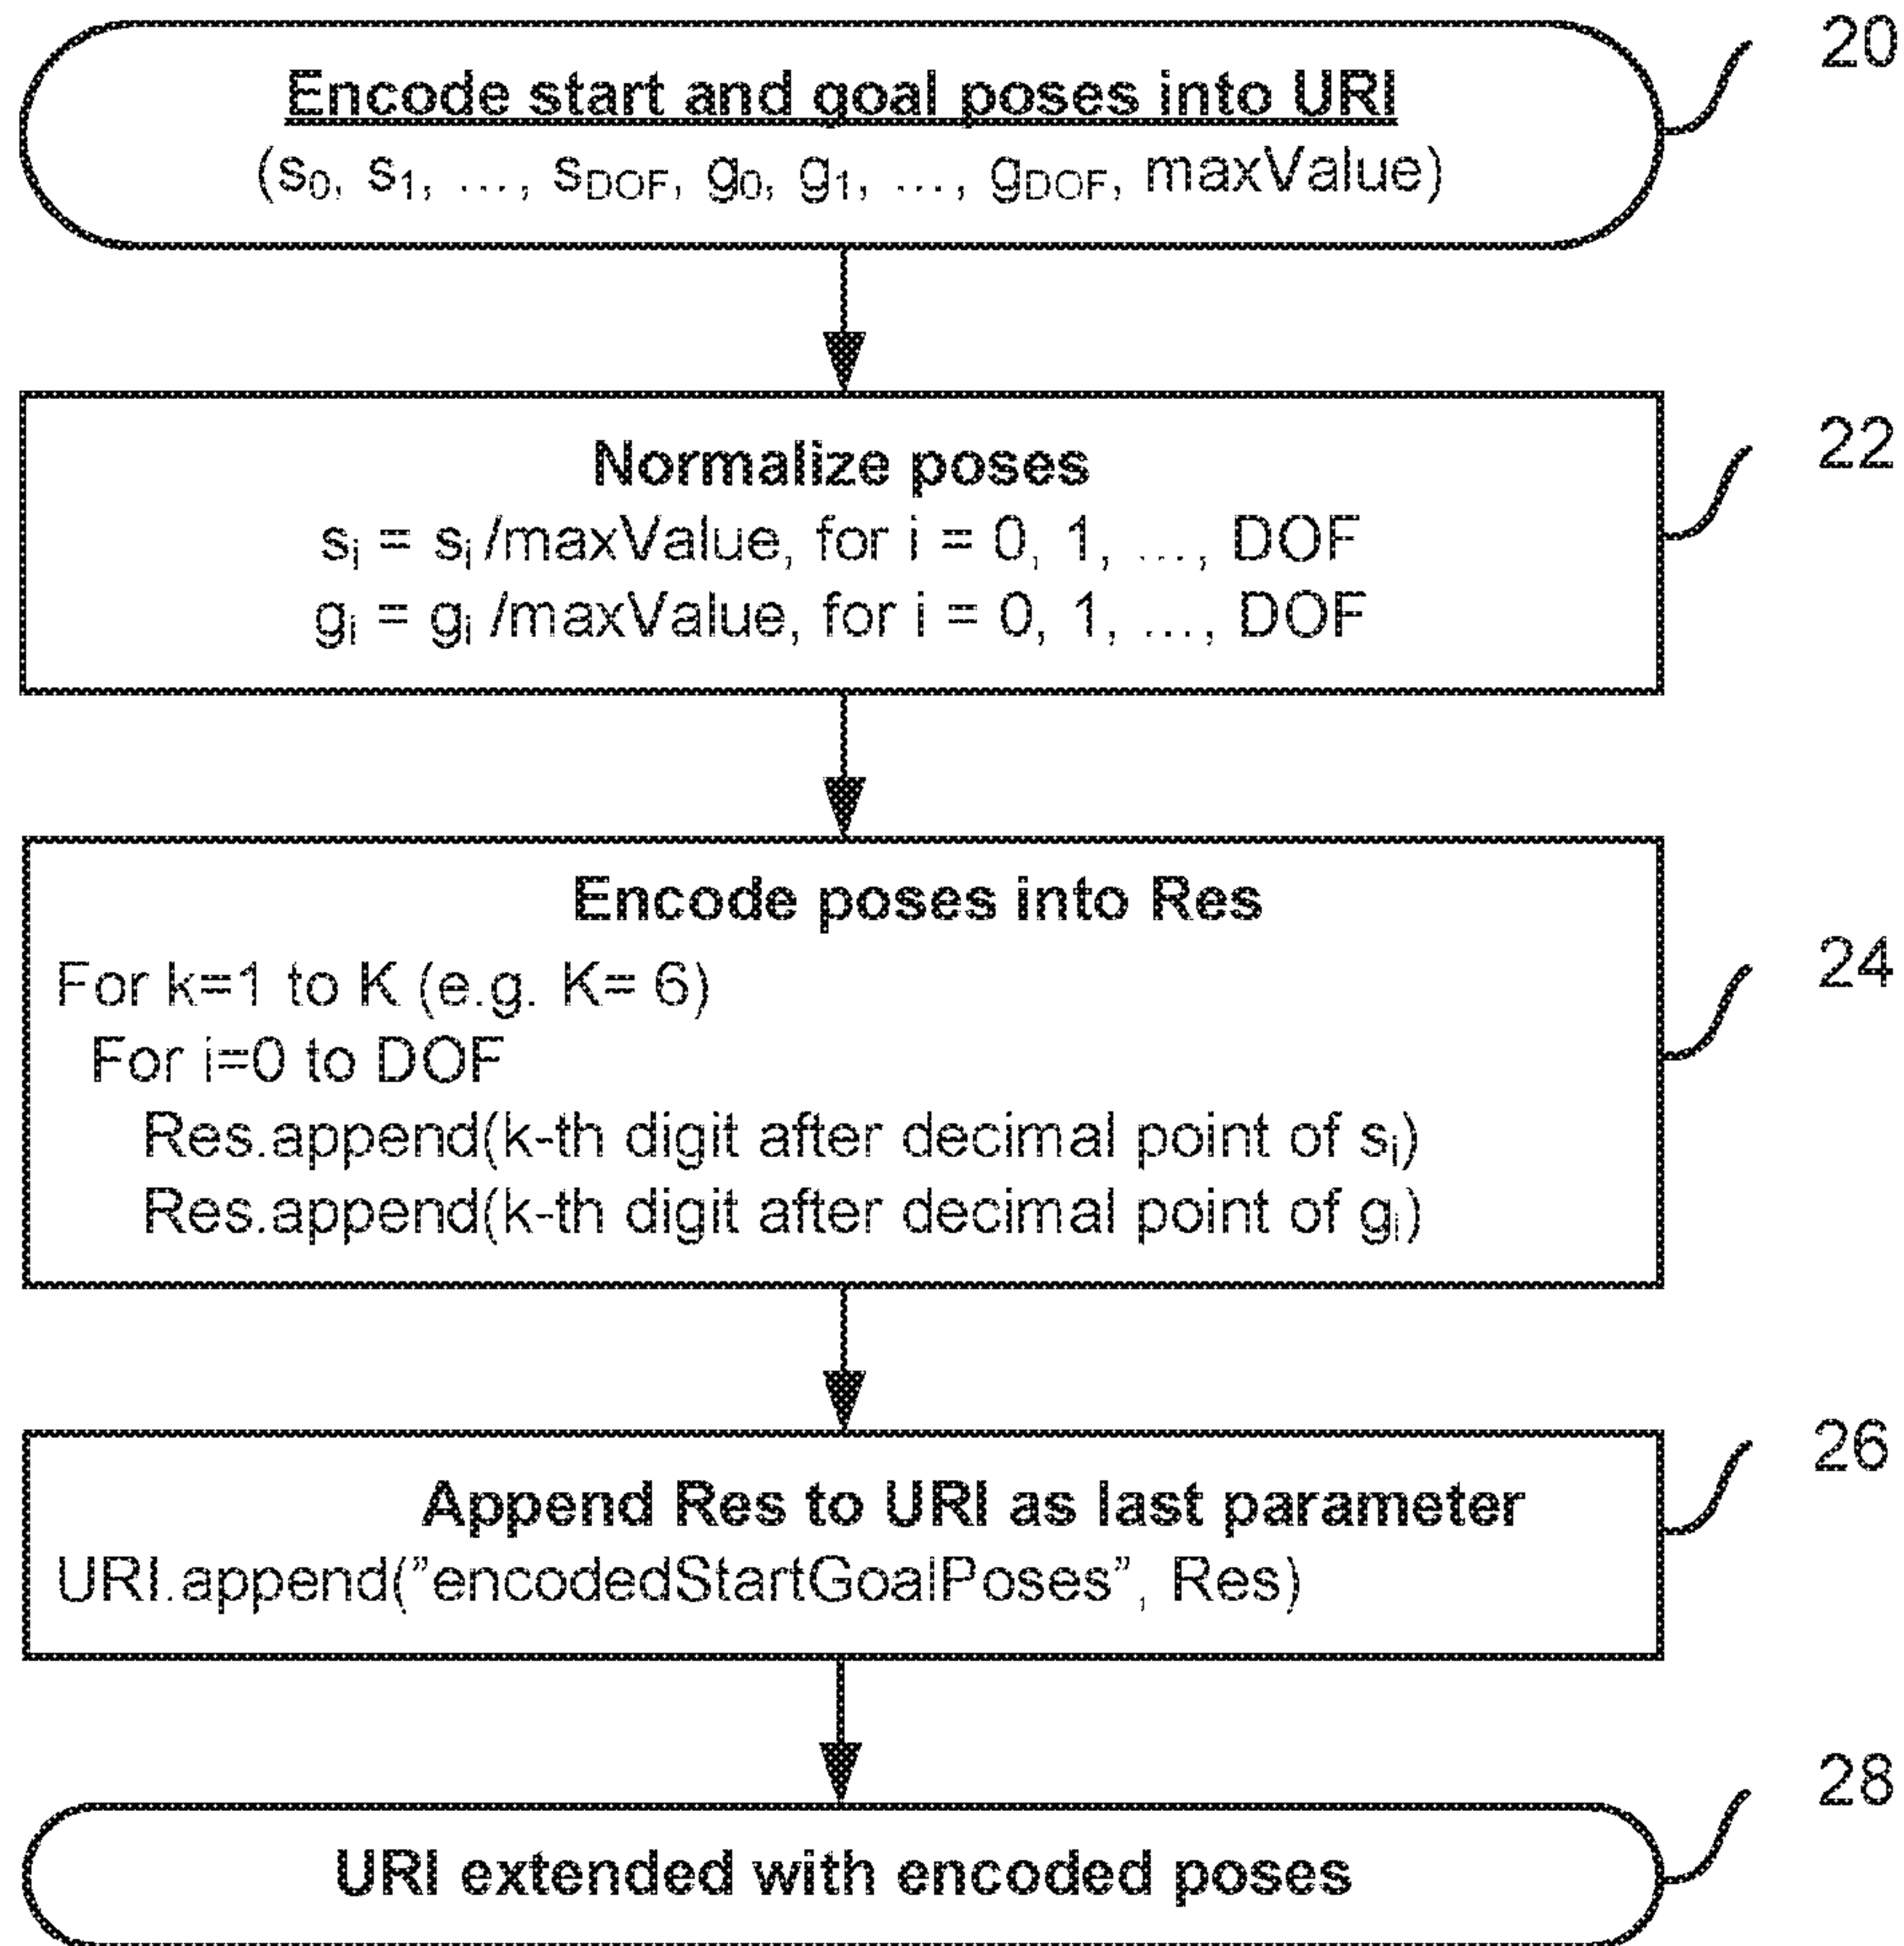 Encode start and goal poses into URI
20
(s₀, s₁, ..., s_DOF, g₀, g₁, ..., g_DOF, maxValue)
Normalize poses
22
sᵢ = sᵢ /maxValue, for i = 0, 1, ..., DOF
gᵢ = gᵢ /maxValue, for i = 0, 1, ..., DOF
Encode poses into Res
For k=1 to K (e.g. K= 6)
24
For i=0 to DOF
Res.append(k-th digit after decimal point of sᵢ)
Res.append(k-th digit after decimal point of gᵢ)
Append Res to URI as last parameter
26
URI.append(”encodedStartGoalPoses”, Res)
28
URI extended with encoded poses